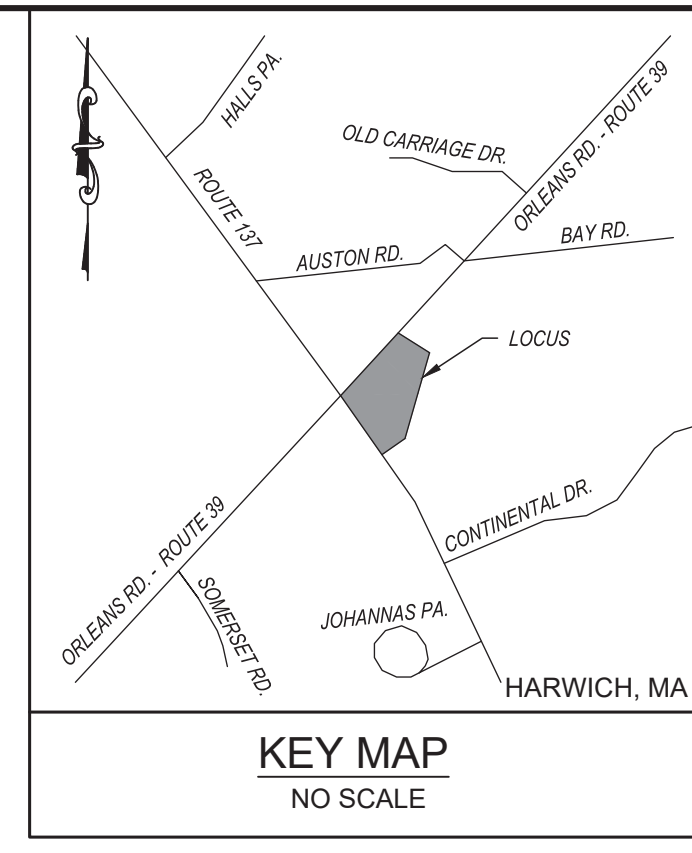 HALLS PA.
OLD CARRIAGE DR.
ORLEANS RD. - ROUTE 39
ROUTE 137
AUSTON RD.
BAY RD.
LOCUS
CONTINENTAL DR.
ORLEANS RD. - ROUTE 39
SOMERSET RD.
JOHANNAS PA.
HARWICH, MA
KEY MAP
NO SCALE